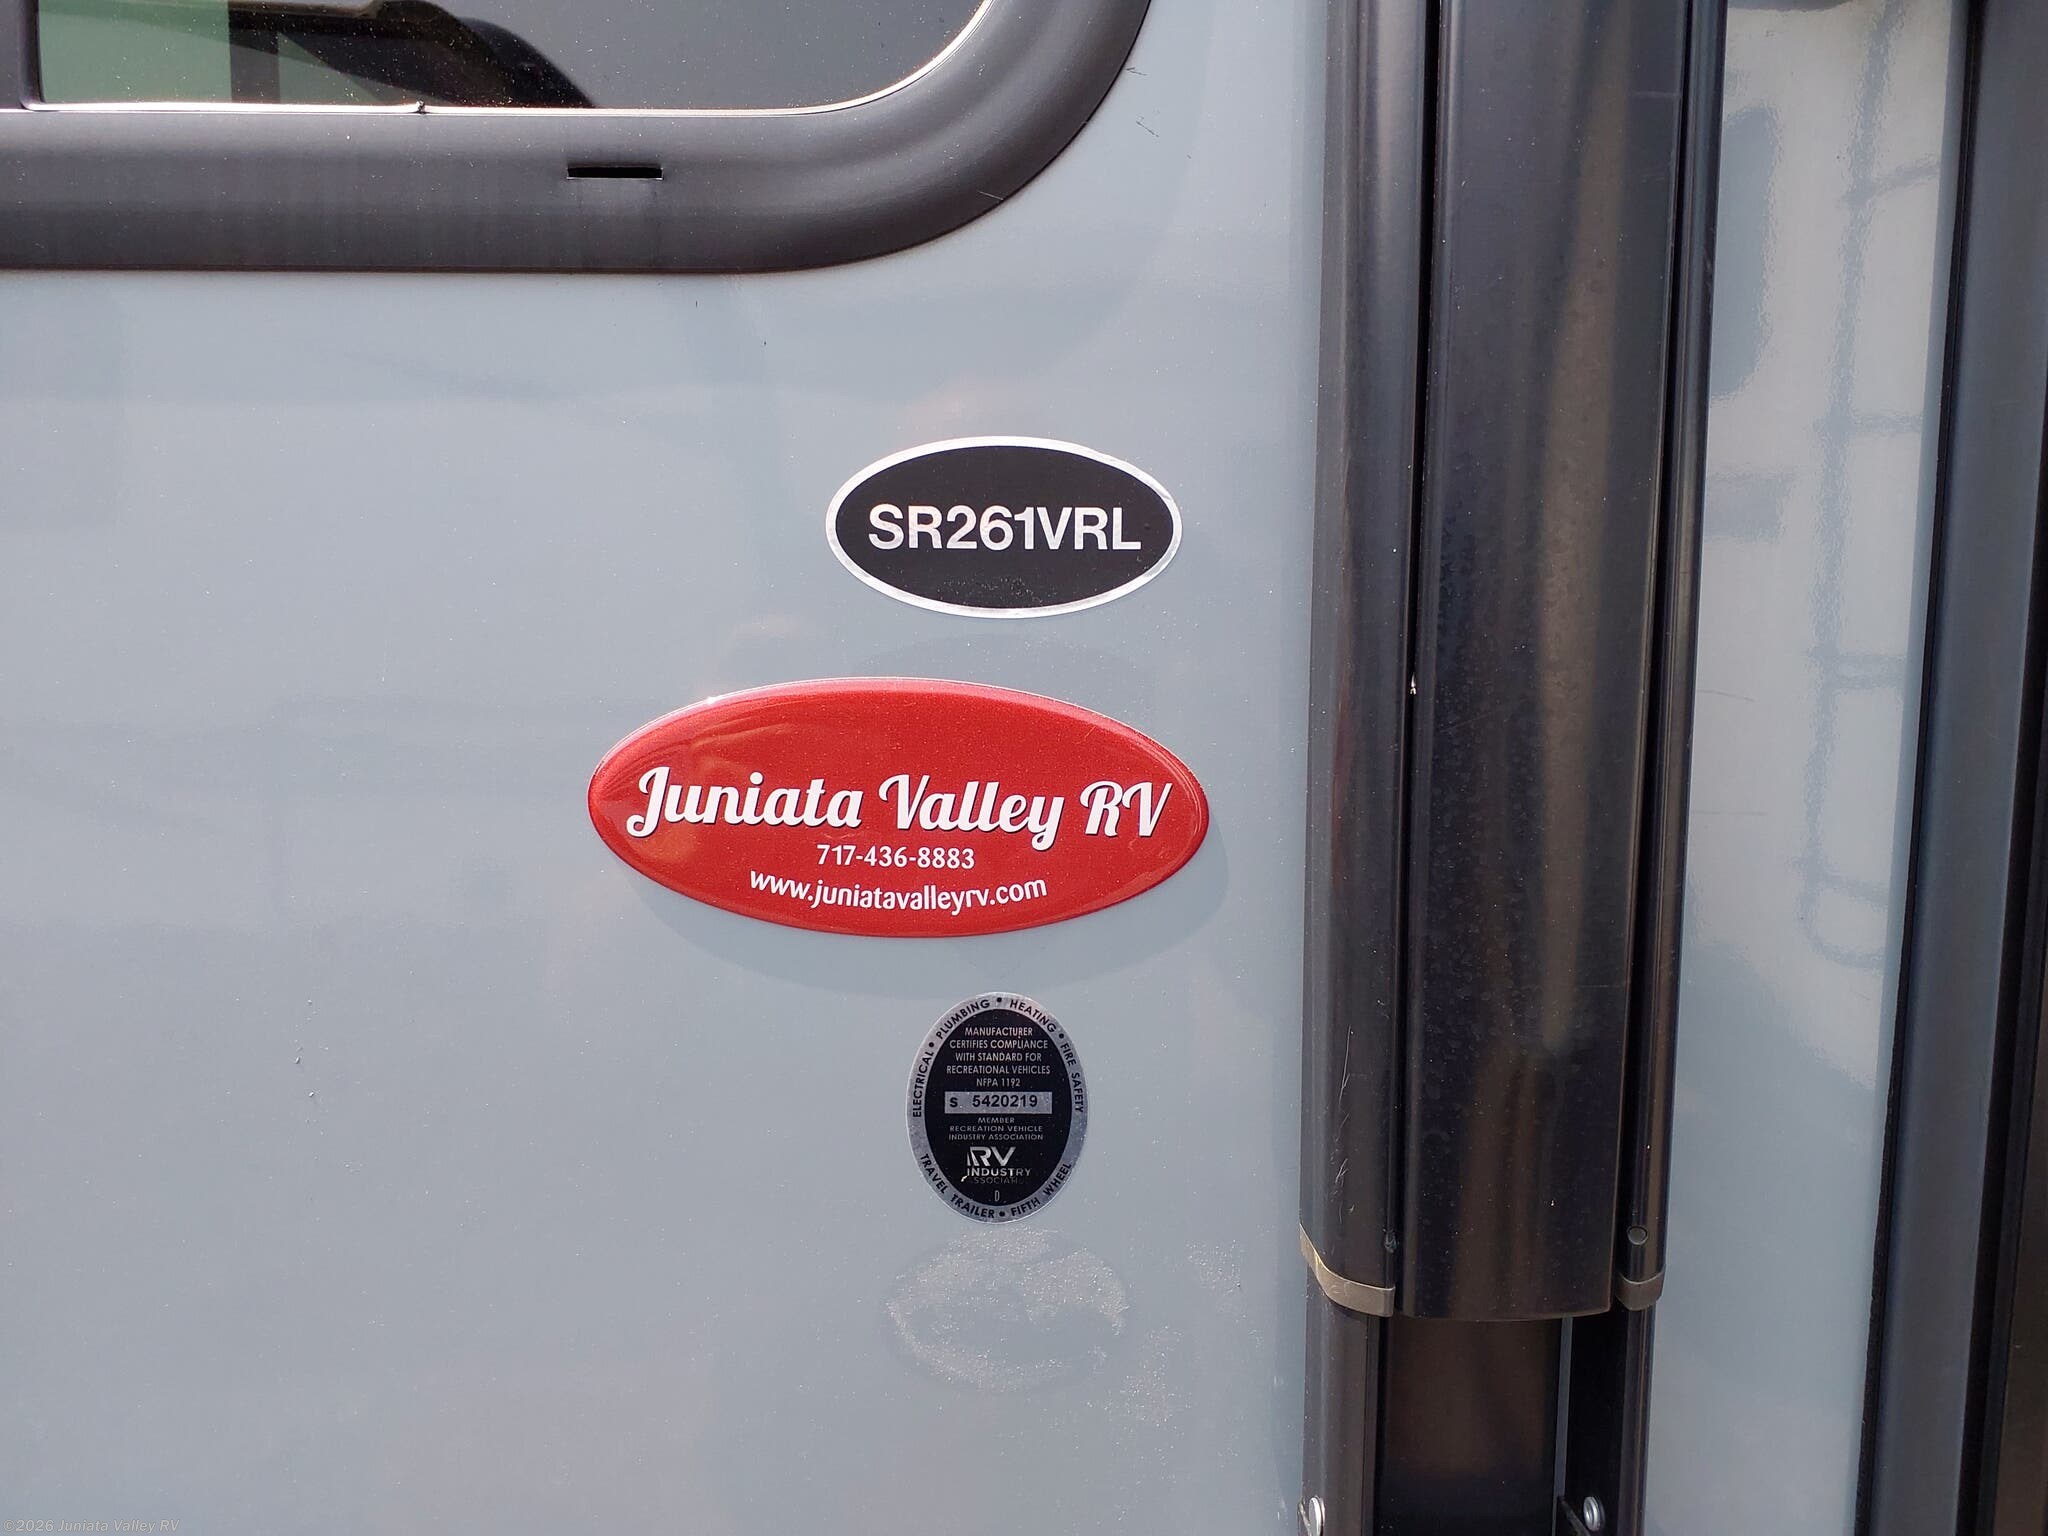 SR261VRL
Juniata Valley RV
717-436-8883
www.juniatavalleyrv.com
ELECTRICAL • PLUMBING • HEATING • FIRE SAFETY
MANUFACTURER
CERTIFIES COMPLIANCE
WITH STANDARD FOR
RECREATIONAL VEHICLES
NFPA 1192
S 5420219
MEMBER
RECREATION VEHICLE
INDUSTRY ASSOCIATION
RV
INDUSTRY
D
TRAVEL TRAILER • FIFTH WHEEL
©2026 Juniata Valley RV